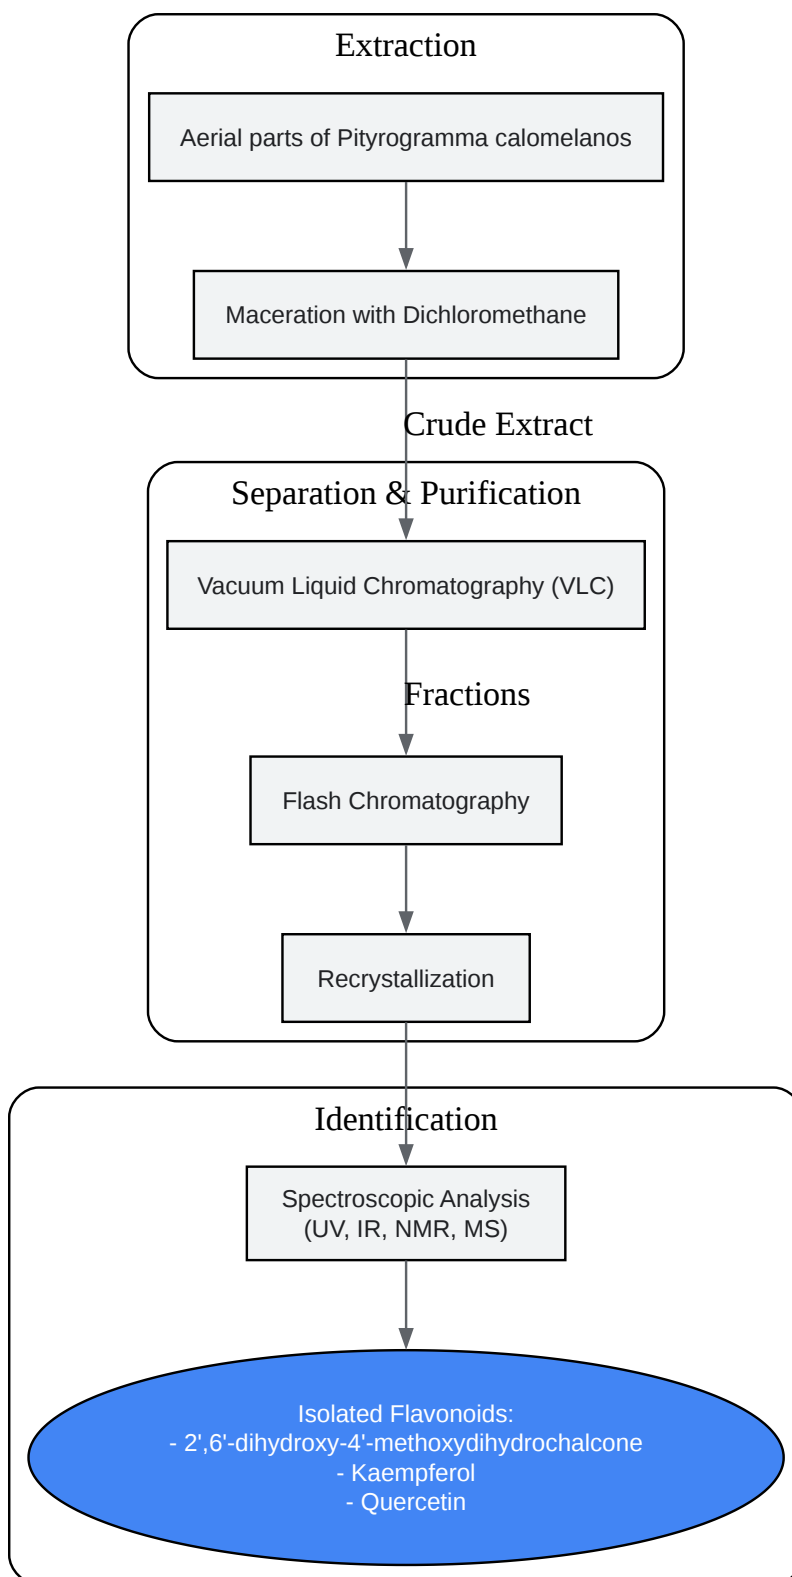 Extraction
Aerial parts of Pityrogramma calomelanos
Maceration with Dichloromethane
Crude Extract
Separation & Purification
Vacuum Liquid Chromatography (VLC)
Fractions
Flash Chromatography
Recrystallization
Identification
Spectroscopic Analysis
(UV, IR, NMR, MS)
Isolated Flavonoids:
- 2',6'-dihydroxy-4'-methoxydihydrochalcone
- Kaempferol
- Quercetin